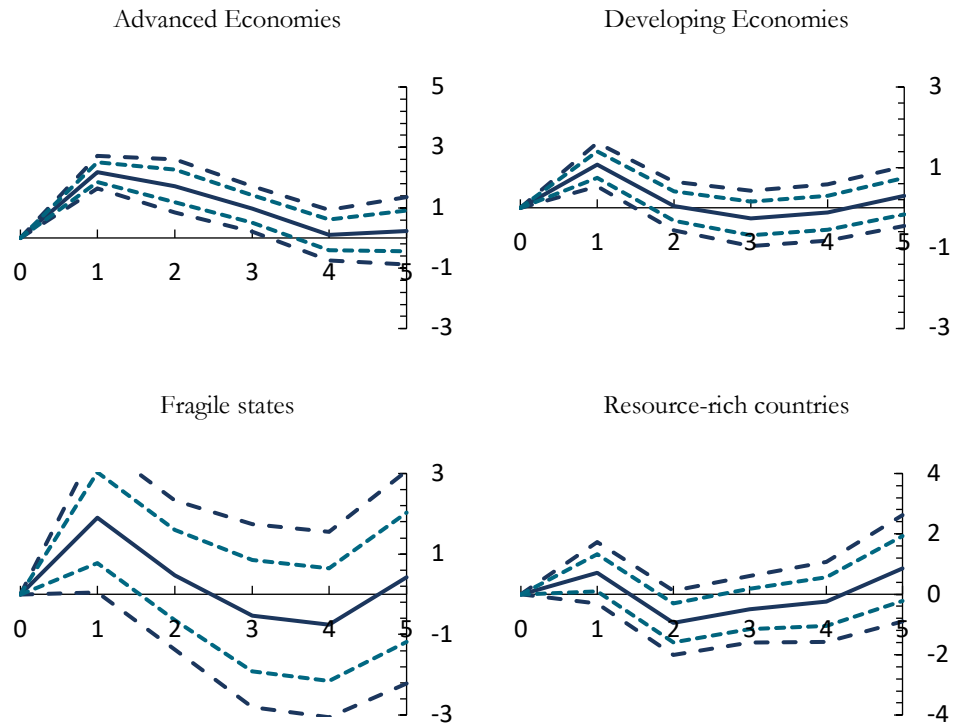 Advanced Economies
5
3
1
-1
-3
0 1 2 3 4 5
Developing Economies
3
1
-1
-3
0 1 2 3 4 5
Fragile states
3
1
-1
-3
0 1 2 3 4 5
Resource-rich countries
4
2
0
-2
-4
0 1 2 3 4 5